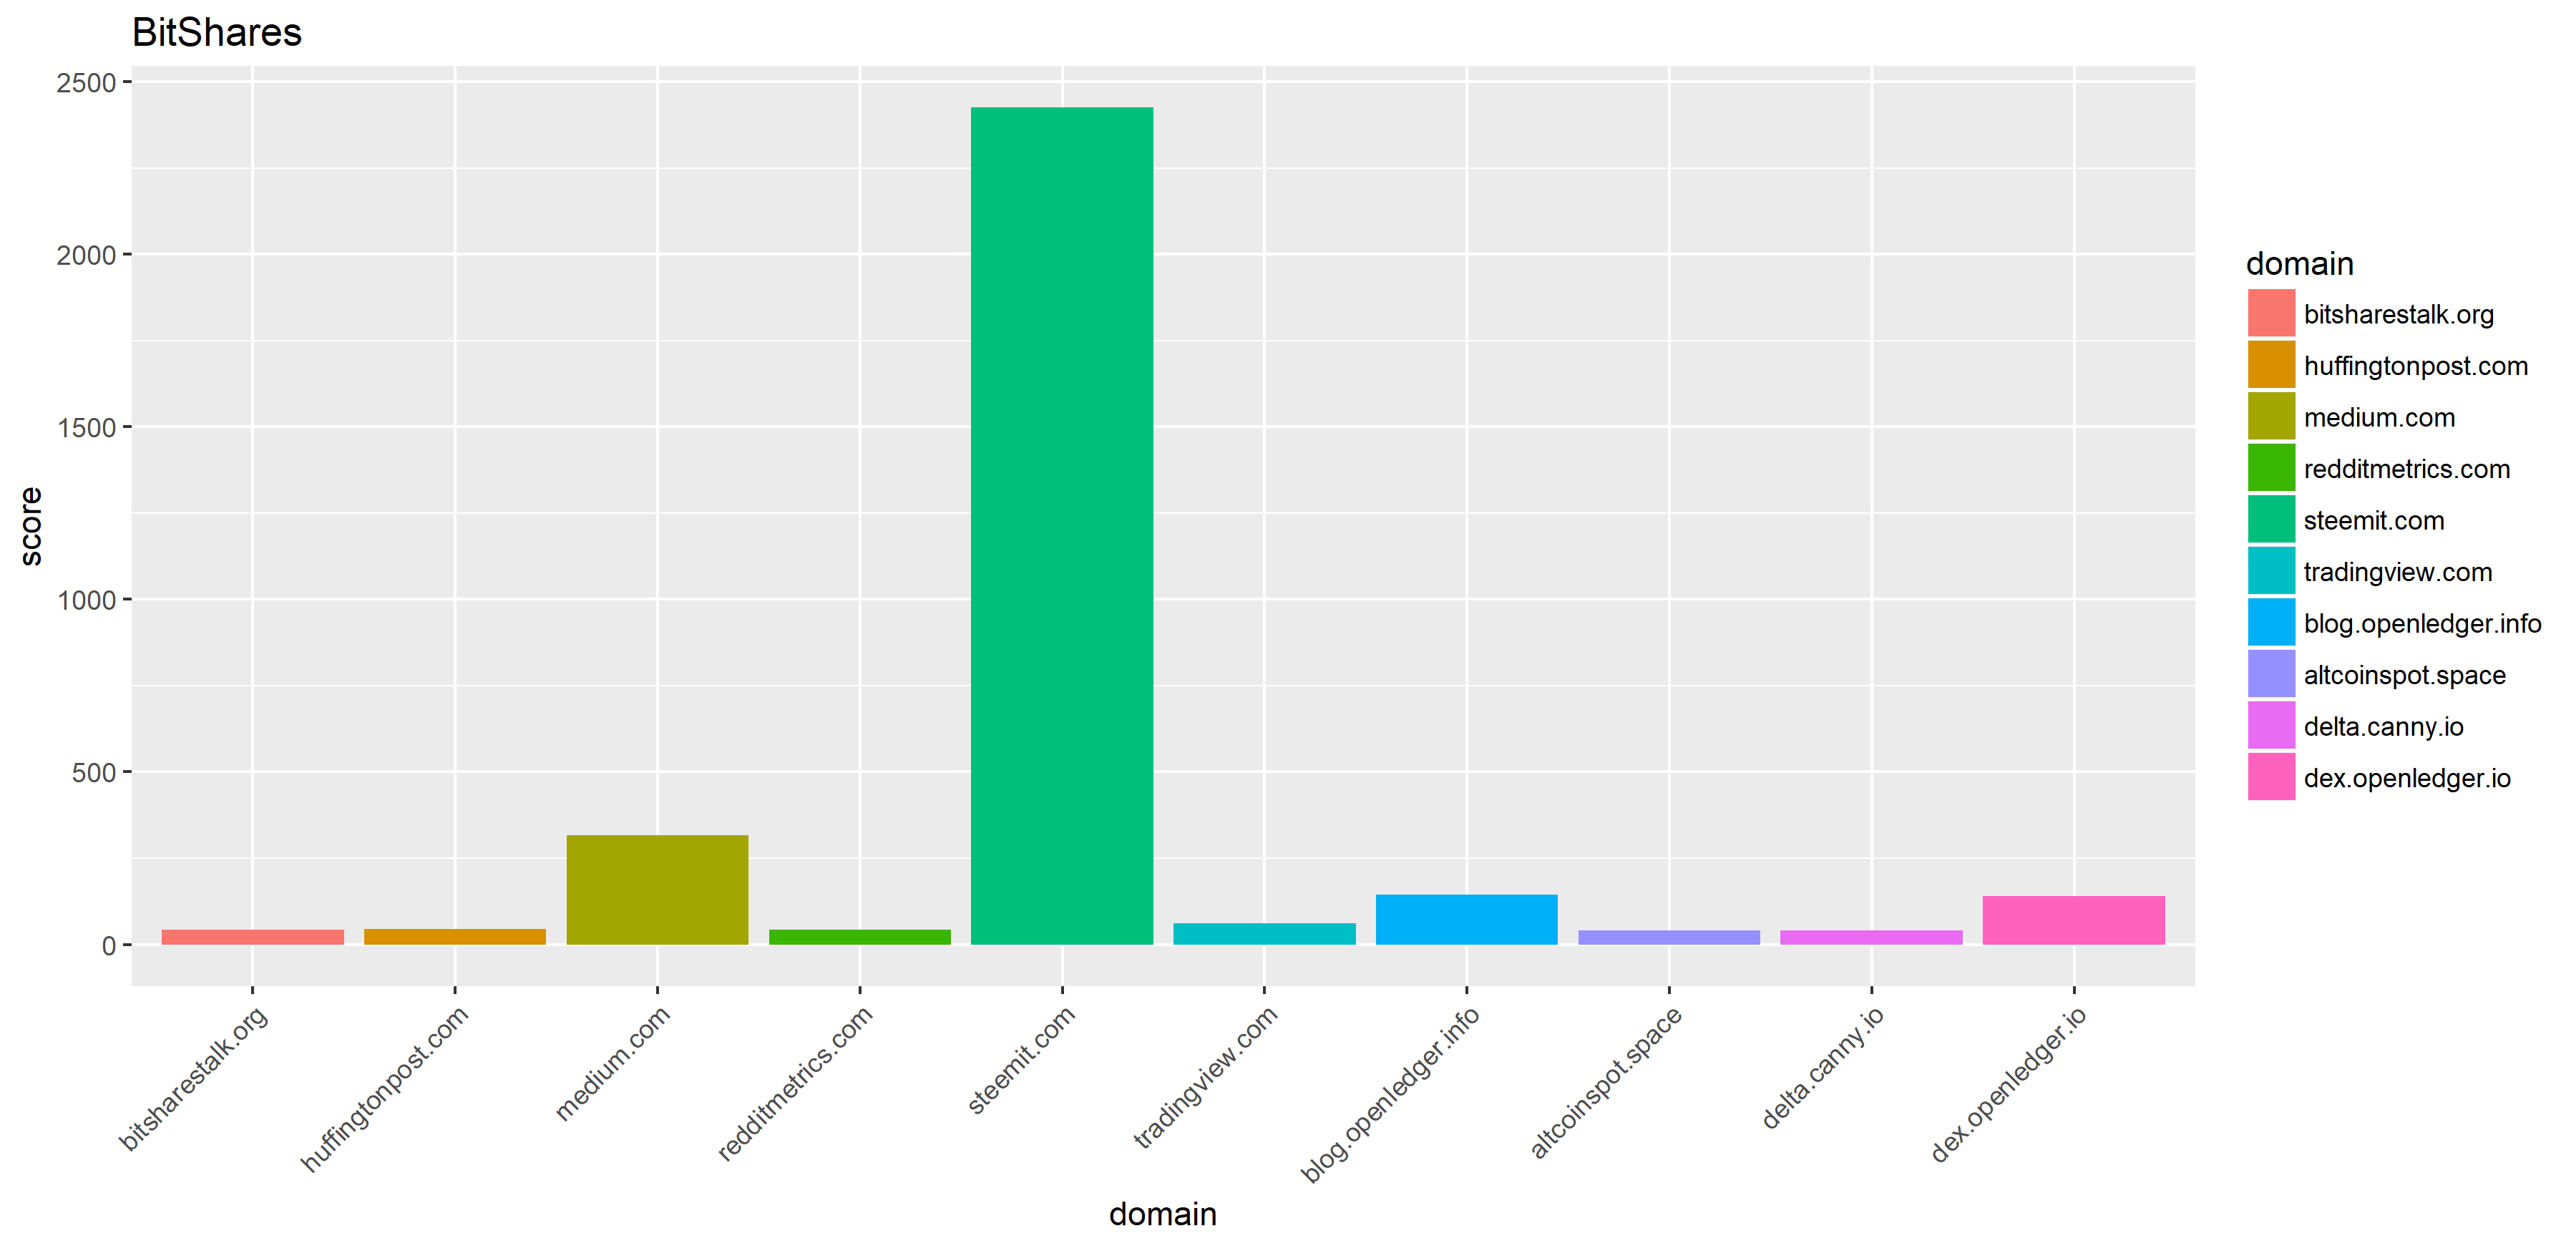 BitShares
2500
2000
1500
1000
500
0
score
bitsharestalk.org
huffingtonpost.com
medium.com
redditmetrics.com
steemit.com
tradingview.com
blog.openledger.info
altcoinspot.space
delta.canny.io
dex.openledger.io
domain
domain
bitsharestalk.org
huffingtonpost.com
medium.com
redditmetrics.com
steemit.com
tradingview.com
blog.openledger.info
altcoinspot.space
delta.canny.io
dex.openledger.io